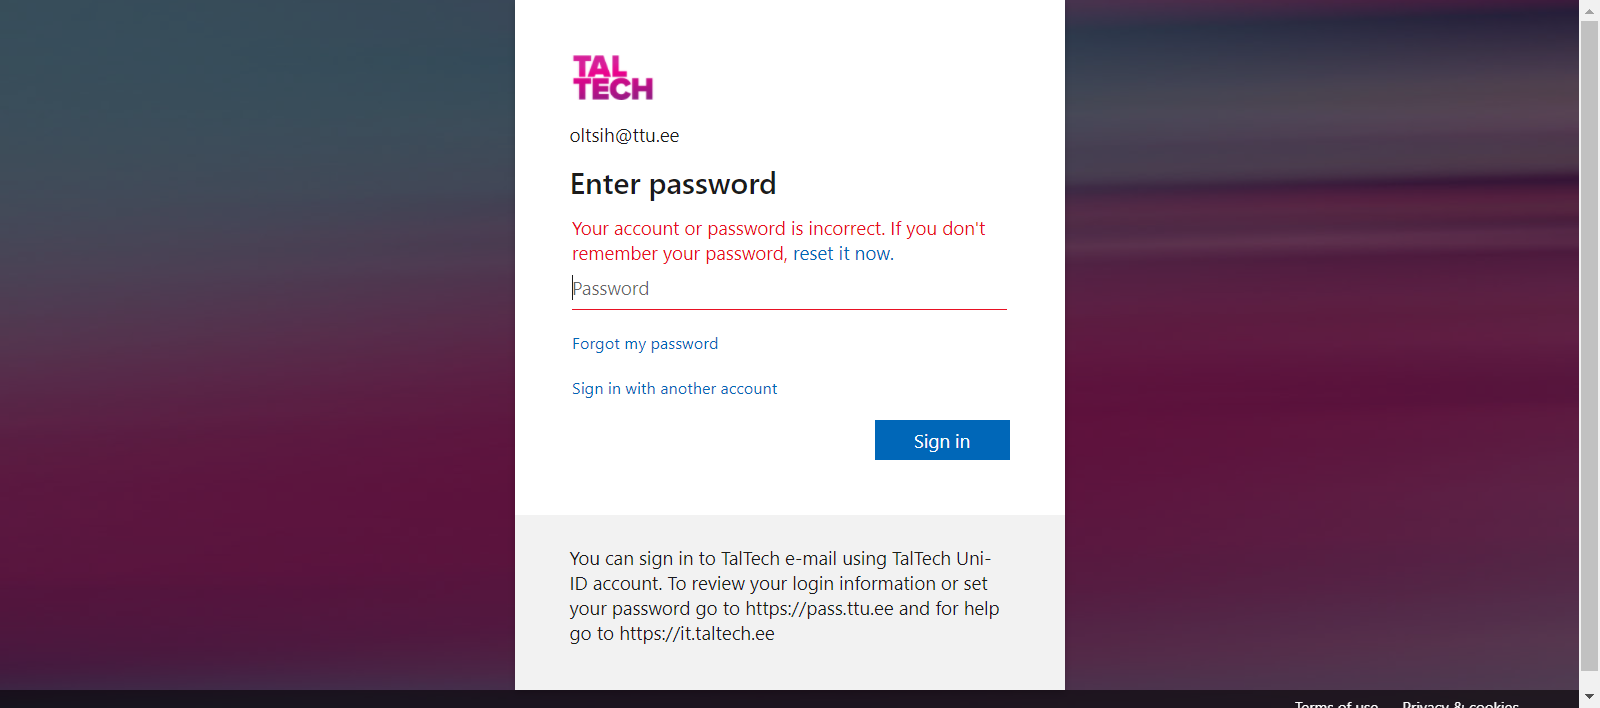 TAL
TECH
oltsih@ttu.ee
Enter password
Your account or password is incorrect. If you don't
remember your password, reset it now.
Password
Forgot my password
Sign in with another account
Sign in
You can sign in to TalTech e-mail using TalTech Uni-
ID account. To review your login information or set
your password go to https://pass.ttu.ee and for help
go to https://it.taltech.ee
Terms of use Privacy & cookies